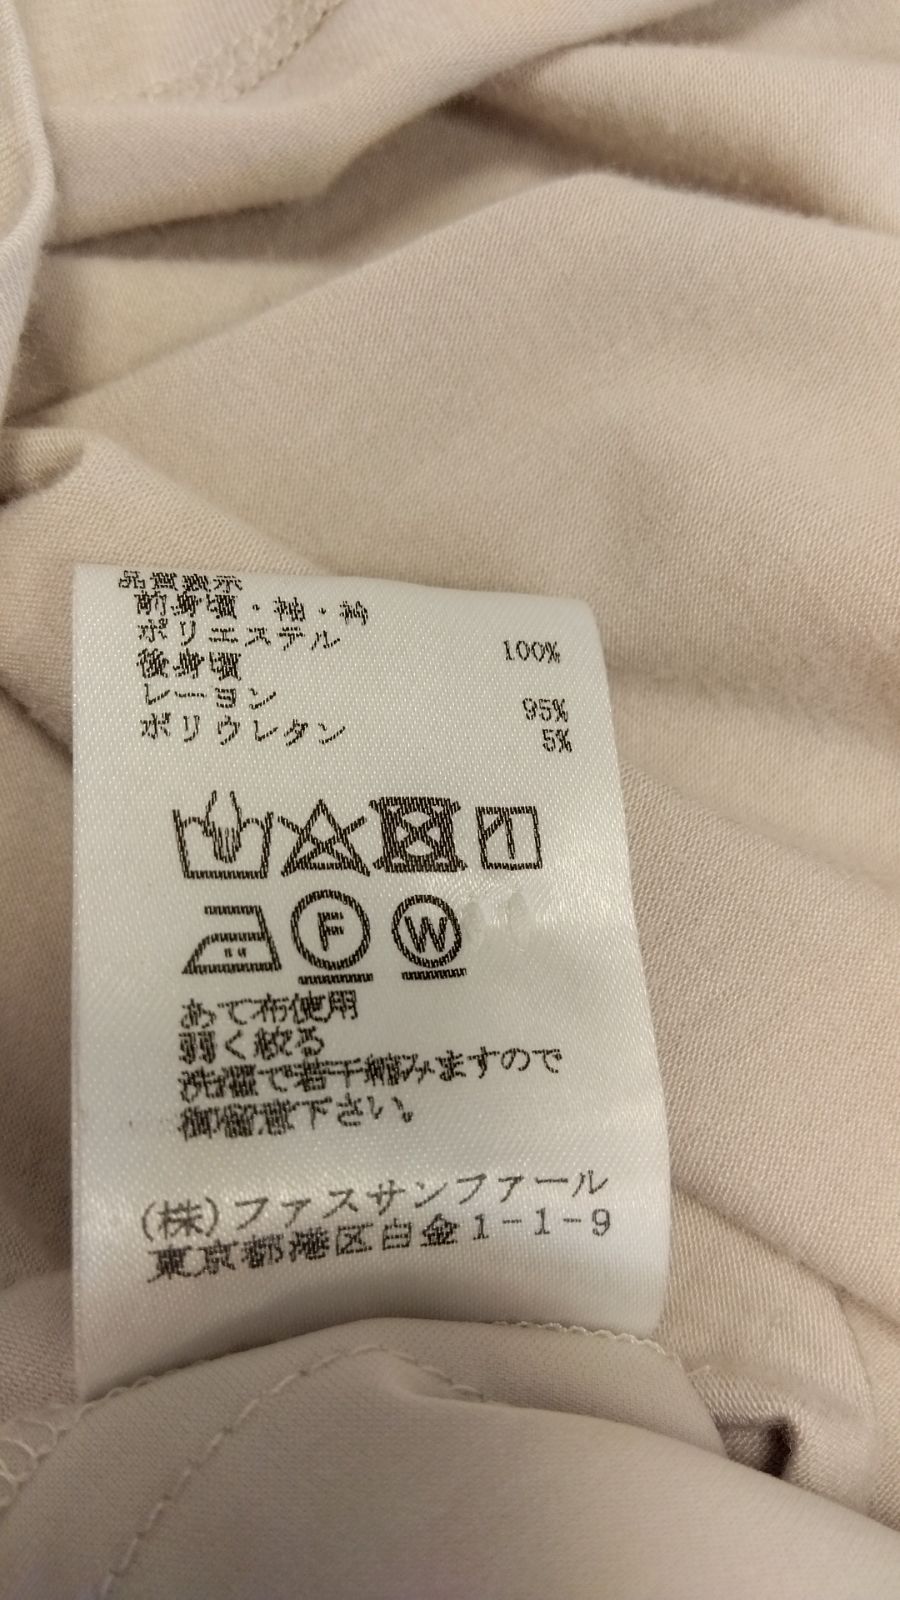 品質表示
前身頃・袖・衿
ポリエステル 100%
後身頃
レーヨン 95%
ポリウレタン 5%
F W
あて布使用
弱く絞る
洗濯で若干縮みますので
御留意下さい。
(株)ファスサンファール
東京都港区白金1-1-9